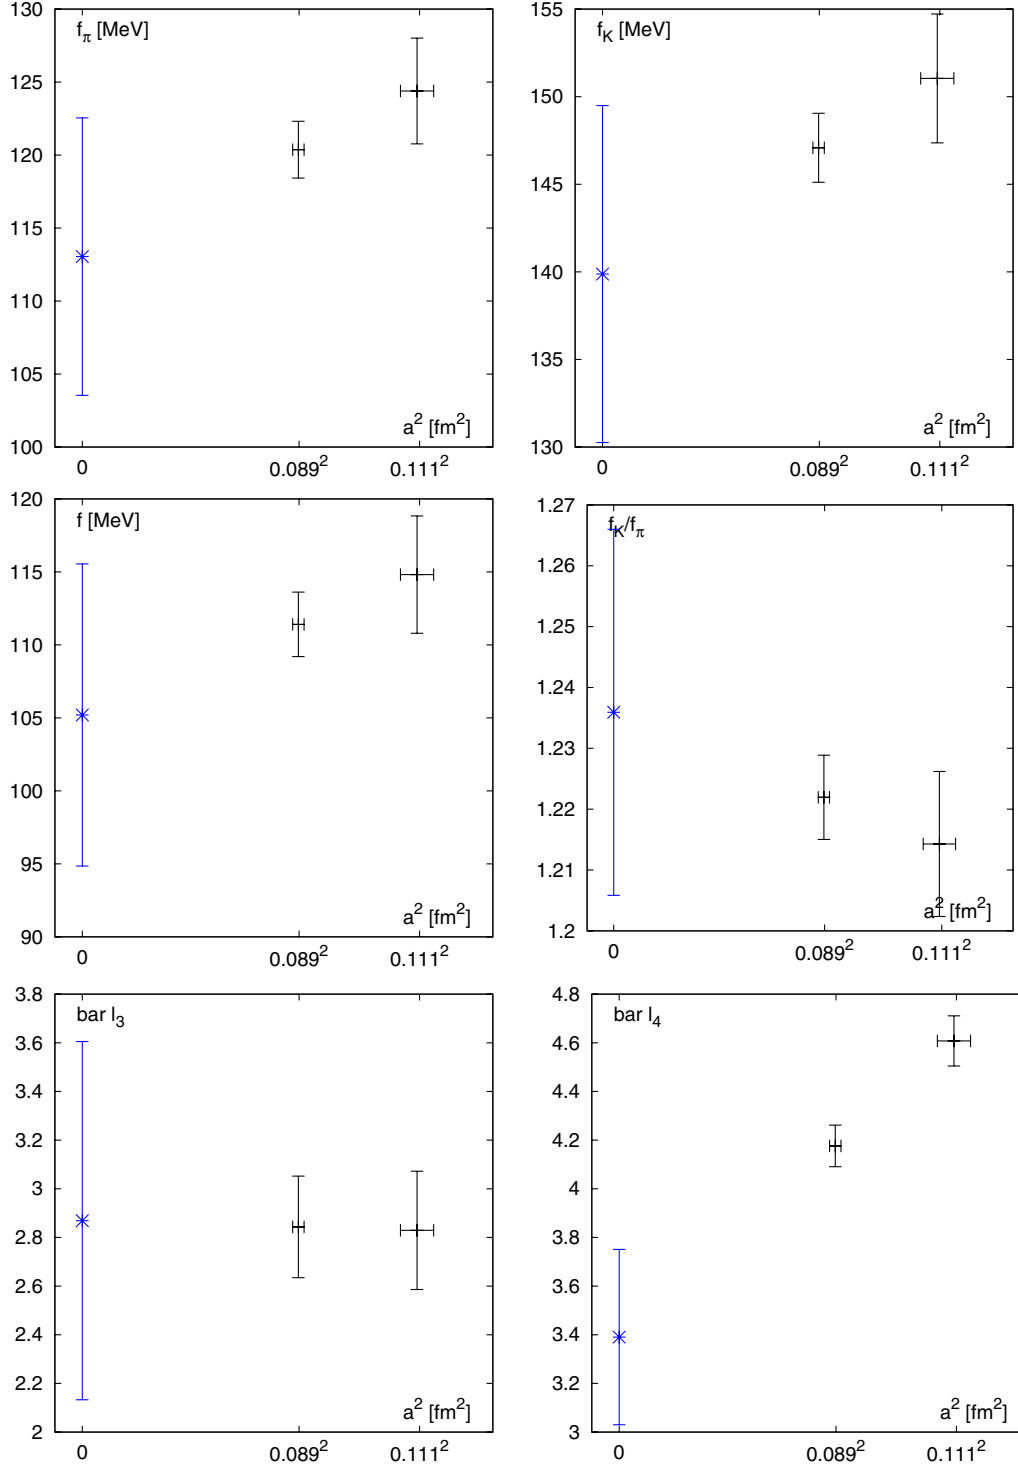 f_π [MeV]
130
125
120
115
110
105
100
a² [fm²]
0 0.089² 0.111²
f_K [MeV]
155
150
145
140
135
130
a² [fm²]
0 0.089² 0.111²
f [MeV]
120
115
110
105
100
95
90
a² [fm²]
0 0.089² 0.111²
f_K/f_π
1.27
1.26
1.25
1.24
1.23
1.22
1.21
1.2
a² [fm²]
0 0.089² 0.111²
bar l_3
3.8
3.6
3.4
3.2
3
2.8
2.6
2.4
2.2
2
a² [fm²]
0 0.089² 0.111²
bar l_4
4.8
4.6
4.4
4.2
4
3.8
3.6
3.4
3.2
3
a² [fm²]
0 0.089² 0.111²